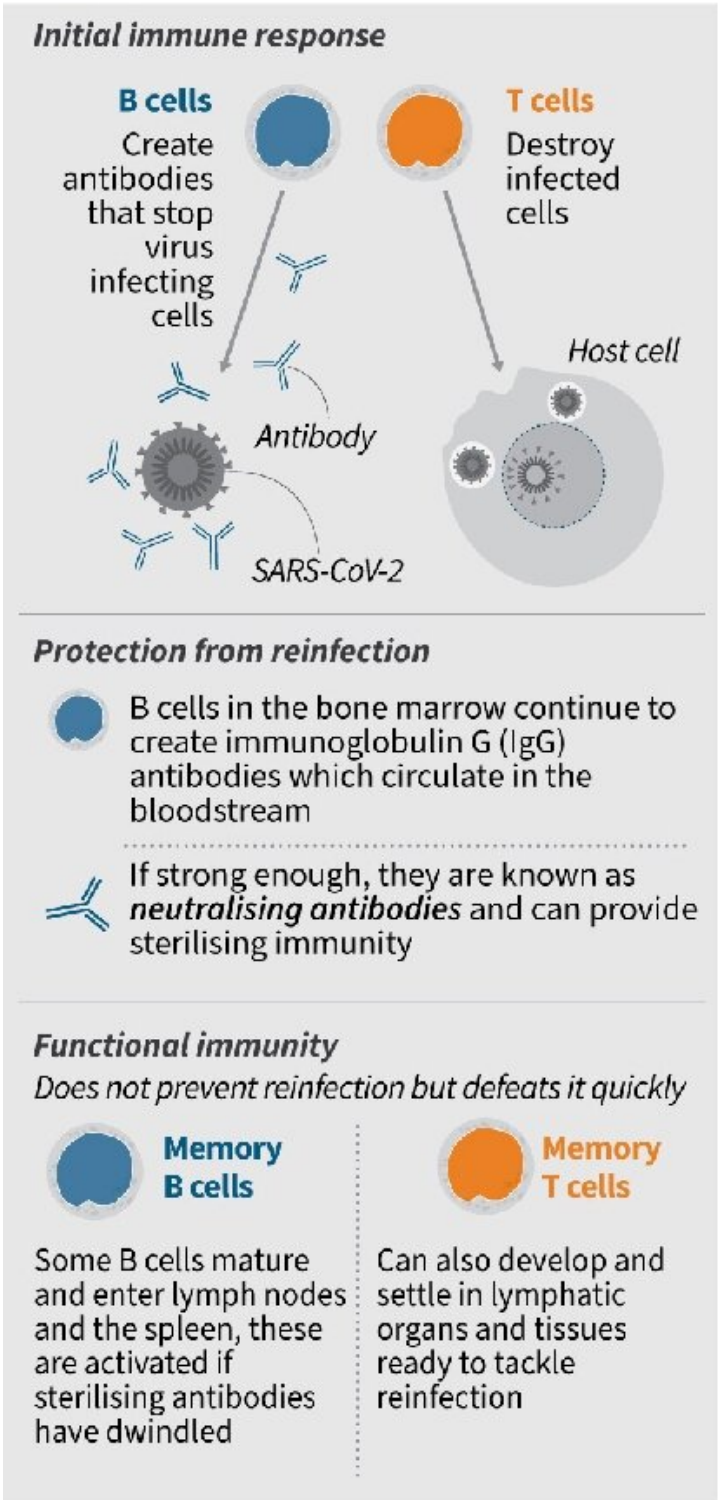 Initial immune response
B cells
Create
antibodies
that stop
virus
infecting
cells
T cells
Destroy
infected
cells
Host cell
Antibody
SARS-CoV-2
Protection from reinfection
B cells in the bone marrow continue to
create immunoglobulin G (IgG)
antibodies which circulate in the
bloodstream
If strong enough, they are known as
neutralising antibodies and can provide
sterilising immunity
Functional immunity
Does not prevent reinfection but defeats it quickly
Memory
B cells
Some B cells mature
and enter lymph nodes
and the spleen, these
are activated if
sterilising antibodies
have dwindled
Memory
T cells
Can also develop and
settle in lymphatic
organs and tissues
ready to tackle
reinfection